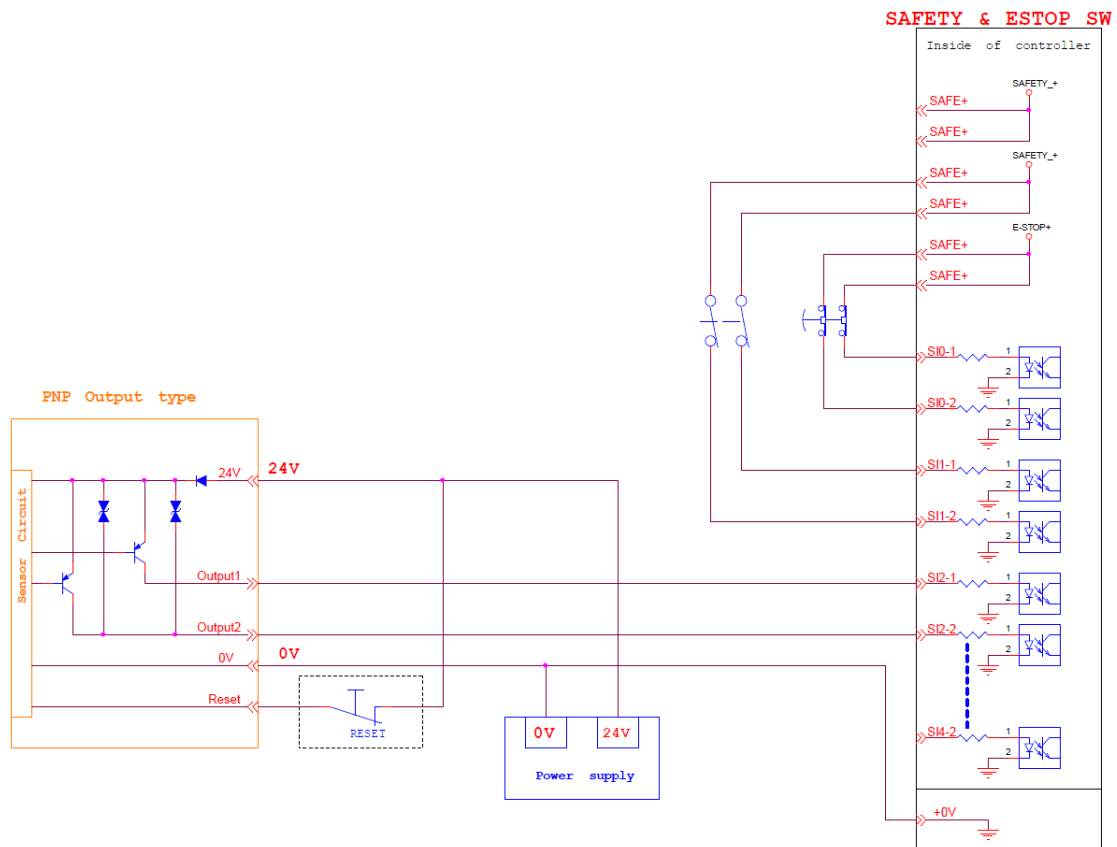 SAFETY & ESTOP SW
Inside of controller
SAFETY_+
SAFE+
SAFE+
SAFETY_+
SAFE+
SAFE+
E-STOP+
SAFE+
SAFE+
SI0-1
1
2
SI0-2
1
2
SI1-1
1
2
SI1-2
1
2
SI2-1
1
2
SI2-2
1
2
SI4-2
1
2
+0V
PNP Output type
Sensor Circuit
24V
24V
Output1
Output2
0V
0V
Reset
RESET
0V
24V
Power supply